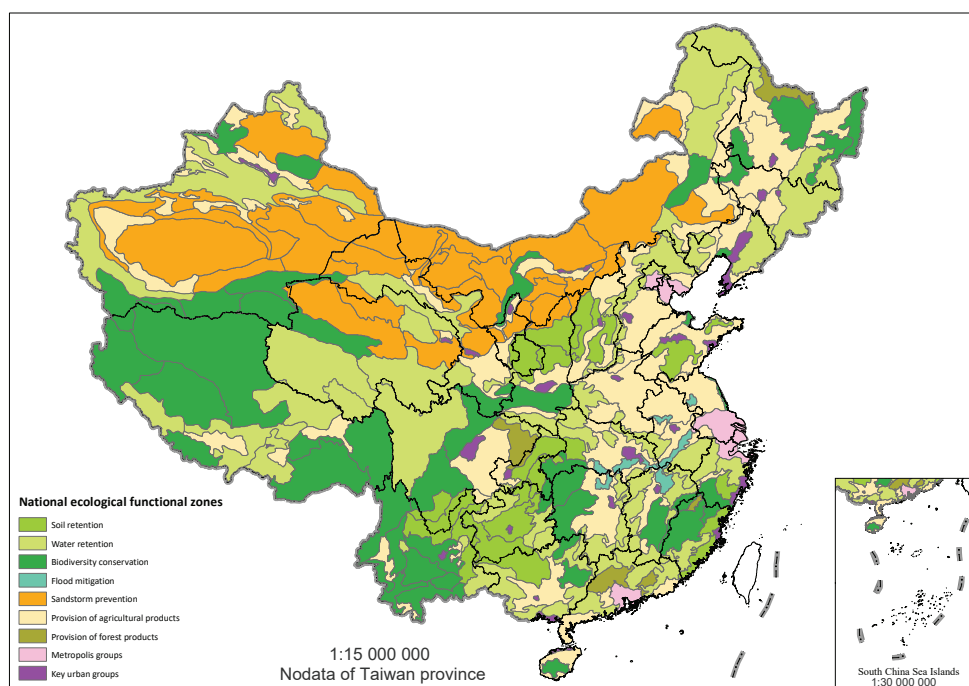 National ecological functional zones
Soil retention
Water retention
Biodiversity conservation
Flood mitigation
Sandstorm prevention
Provision of agricultural products
Provision of forest products
Metropolis groups
Key urban groups
1:15 000 000
Nodata of Taiwan province
South China Sea Islands
1:30 000 000